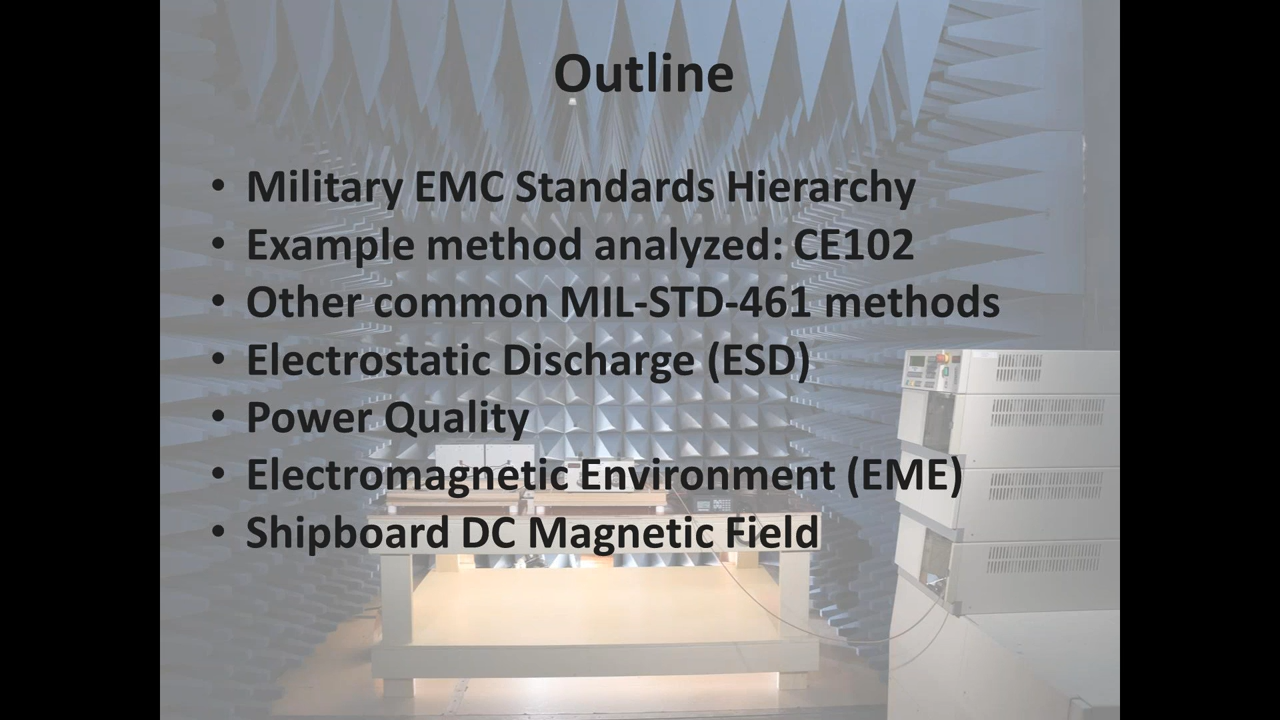 Outline
• Military EMC Standards Hierarchy
• Example method analyzed: CE102
• Other common MIL-STD-461 methods
• Electrostatic Discharge (ESD)
• Power Quality
• Electromagnetic Environment (EME)
• Shipboard DC Magnetic Field